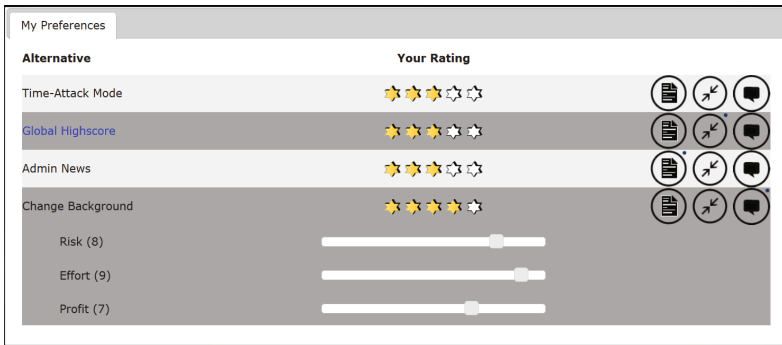 My Preferences
Alternative Your Rating
Time-Attack Mode
Global Highscore
Admin News
Change Background
Risk (8)
Effort (9)
Profit (7)